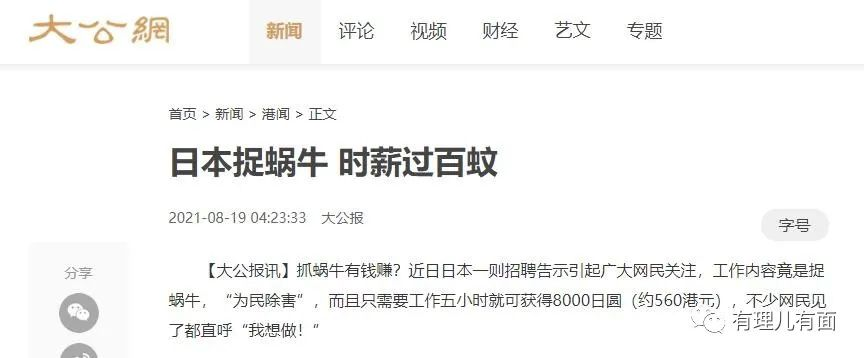 大公網
新闻 评论 视频 财经 艺文 专题
首页 > 新闻 > 港闻 > 正文
日本捉蜗牛 时薪过百蚊
2021-08-19 04:23:33 大公报
字号
分享
【大公报讯】抓蜗牛有钱赚？近日日本一则招聘告示引起广大网民关注，工作内容竟是捉
蜗牛，“为民除害”，而且只需要工作五小时就可获得8000日圆（约560港元），不少网民见
了都直呼“我想做！“
有理儿有面